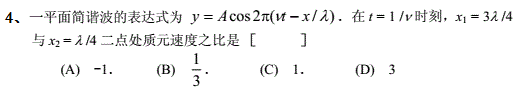 4、一平面简谐波的表达式为 y = A cos 2π(νt − x / λ) . 在 t = 1 /ν 时刻, x₁ = 3λ /4
与 x₂ = λ /4 二点处质元速度之比是 [ ]
(A) -1. (B) 1/3. (C) 1. (D) 3